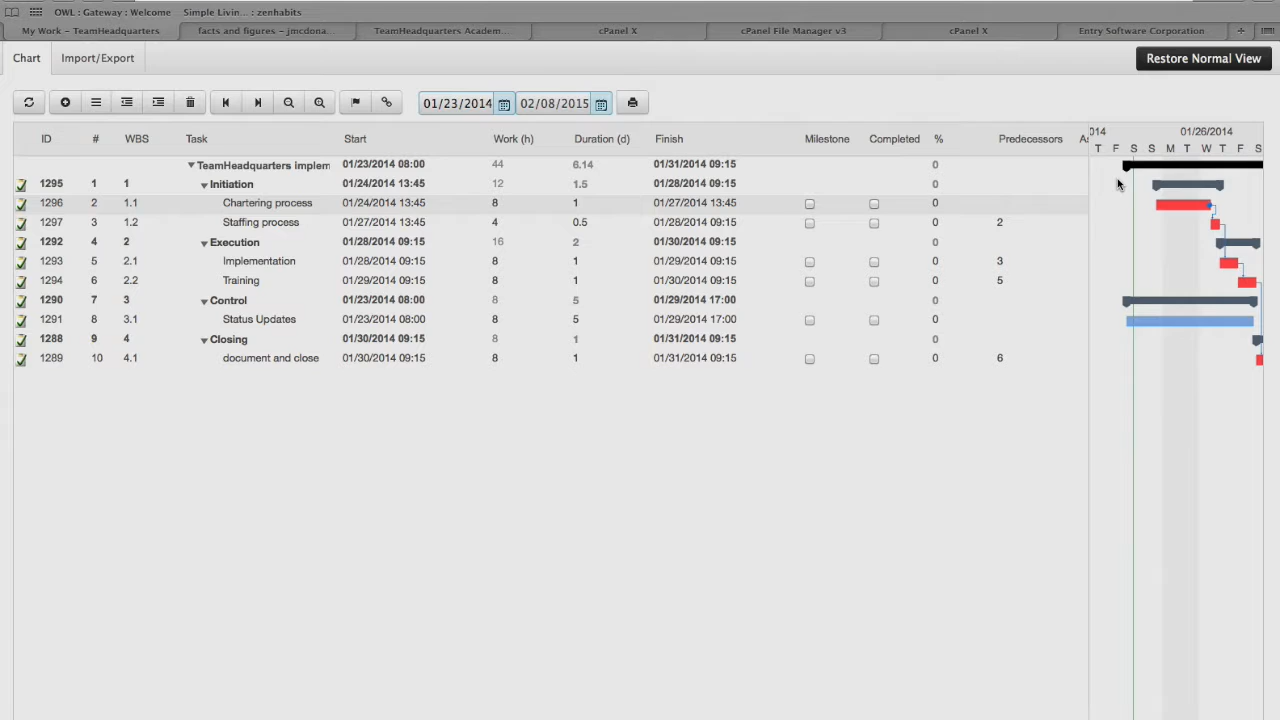 OWL : Gateway : Welcome Simple Livin... : zenhabits
My Work - TeamHeadquarters facts and figures - jmcdona... TeamHeadquarters Academ... cPanel X cPanel File Manager v3 cPanel X Entry Software Corporation
Chart Import/Export Restore Normal View
01/23/2014 02/08/2015
ID # WBS Task Start Work (h) Duration (d) Finish Milestone Completed % Predecessors As 014 01/26/2014
T F S S M T W T F S
TeamHeadquarters implem 01/23/2014 08:00 44 6.14 01/31/2014 09:15 0
1295 1 1 Initiation 01/24/2014 13:45 12 1.5 01/28/2014 09:15 0
1296 2 1.1 Chartering process 01/24/2014 13:45 8 1 01/27/2014 13:45 0
1297 3 1.2 Staffing process 01/27/2014 13:45 4 0.5 01/28/2014 09:15 0 2
1292 4 2 Execution 01/28/2014 09:15 16 2 01/30/2014 09:15 0
1293 5 2.1 Implementation 01/28/2014 09:15 8 1 01/29/2014 09:15 0 3
1294 6 2.2 Training 01/29/2014 09:15 8 1 01/30/2014 09:15 0 5
1290 7 3 Control 01/23/2014 08:00 8 5 01/29/2014 17:00 0
1291 8 3.1 Status Updates 01/23/2014 08:00 8 5 01/29/2014 17:00 0
1288 9 4 Closing 01/30/2014 09:15 8 1 01/31/2014 09:15 0
1289 10 4.1 document and close 01/30/2014 09:15 8 1 01/31/2014 09:15 0 6